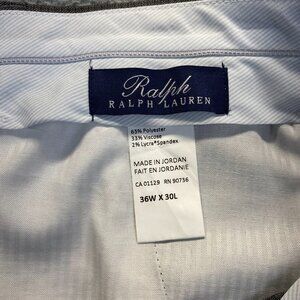 Ralph
RALPH LAUREN
63% Polyester
33% Viscose
2% Lycra®Spandex
MADE IN JORDAN
FAIT EN JORDANIE
CA 01129 RN 90736
36W X 30L